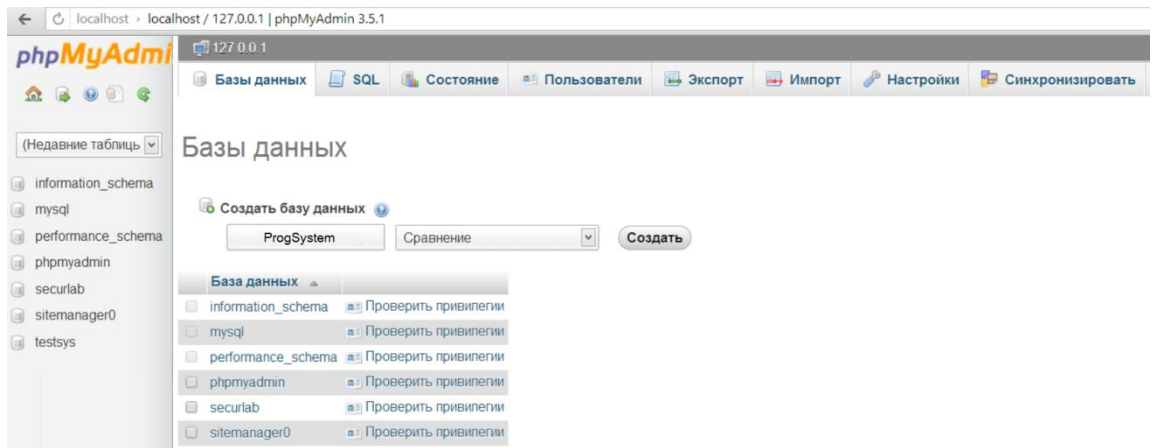 localhost › localhost / 127.0.0.1 | phpMyAdmin 3.5.1
phpMyAdmi
127.0.0.1
Базы данных SQL Состояние Пользователи Экспорт Импорт Настройки Синхронизировать
(Недавние таблиць
information_schema
mysql
performance_schema
phpmyadmin
securlab
sitemanager0
testsys
Базы данных
Создать базу данных
ProgSystem Сравнение Создать
База данных
information_schema Проверить привилегии
mysql Проверить привилегии
performance_schema Проверить привилегии
phpmyadmin Проверить привилегии
securlab Проверить привилегии
sitemanager0 Проверить привилегии